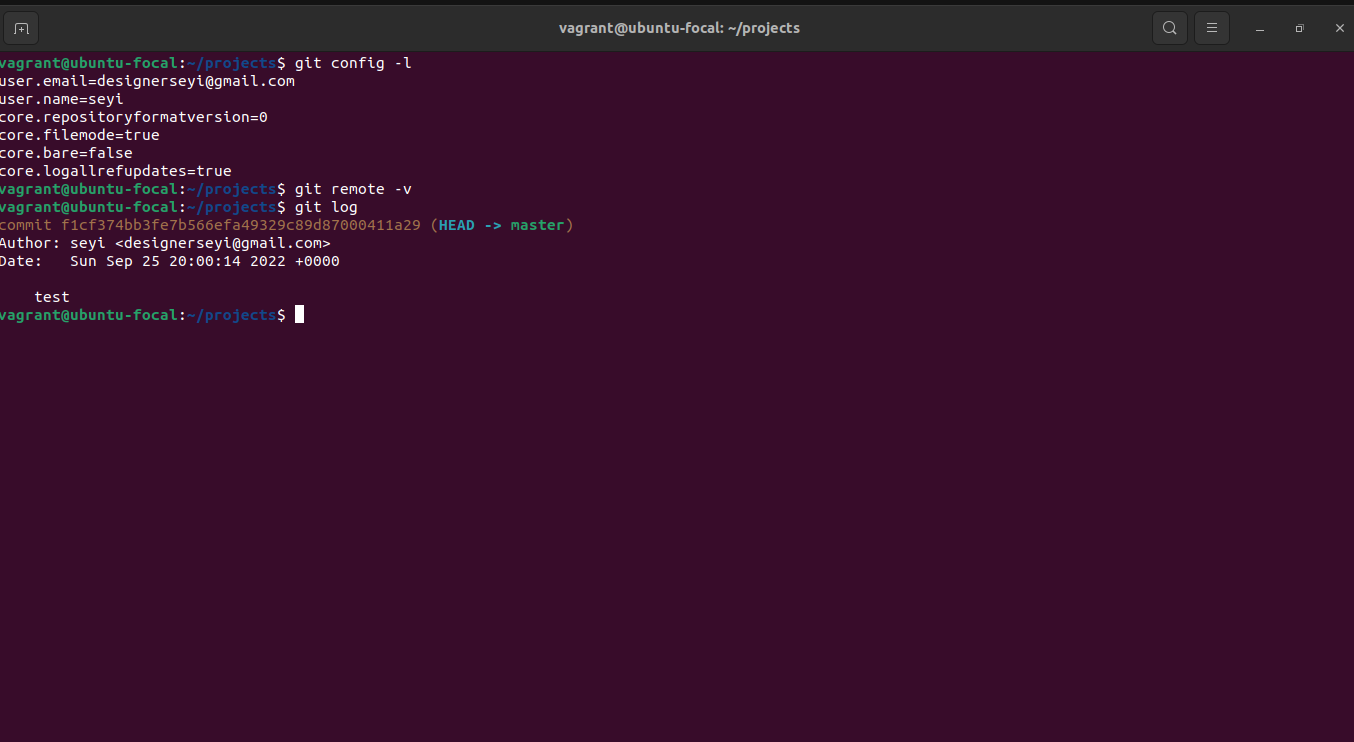 vagrant@ubuntu-focal: ~/projects
vagrant@ubuntu-focal:~/projects$ git config -l
user.email=designerseyi@gmail.com
user.name=seyi
core.repositoryformatversion=0
core.filemode=true
core.bare=false
core.logallrefupdates=true
vagrant@ubuntu-focal:~/projects$ git remote -v
vagrant@ubuntu-focal:~/projects$ git log
commit f1cf374bb3fe7b566efa49329c89d87000411a29 (HEAD -> master)
Author: seyi <designerseyi@gmail.com>
Date:   Sun Sep 25 20:00:14 2022 +0000
    test
vagrant@ubuntu-focal:~/projects$